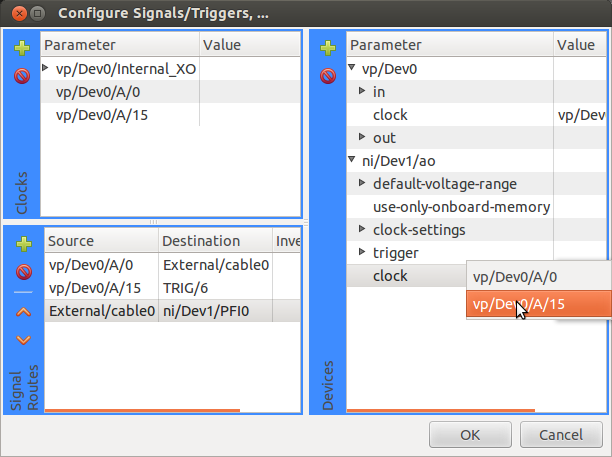 Configure Signals/Triggers, ...
Clocks
Parameter Value
vp/Dev0/Internal_XO
vp/Dev0/A/0
vp/Dev0/A/15
Signal
Routes
Source Destination Inve
vp/Dev0/A/0 External/cable0
vp/Dev0/A/15 TRIG/6
External/cable0 ni/Dev1/PFI0
Devices
Parameter Value
vp/Dev0
in
clock vp/Dev
out
ni/Dev1/ao
default-voltage-range
use-only-onboard-memory
clock-settings
trigger
clock
vp/Dev0/A/0
vp/Dev0/A/15
OK Cancel